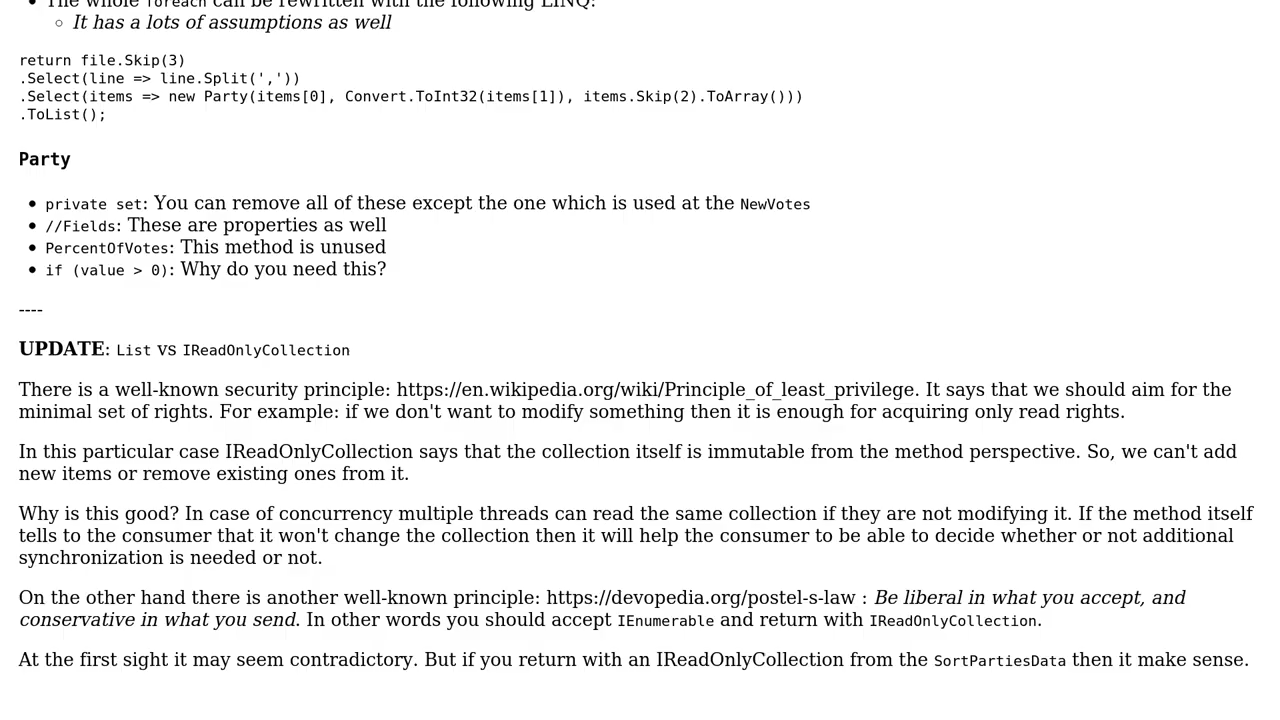 The whole foreach can be rewritten with the following LINQ:
It has a lots of assumptions as well
return file.Skip(3)
.Select(line => line.Split(','))
.Select(items => new Party(items[0], Convert.ToInt32(items[1]), items.Skip(2).ToArray()))
.ToList();
Party
private set: You can remove all of these except the one which is used at the NewVotes
//Fields: These are properties as well
PercentOfVotes: This method is unused
if (value > 0): Why do you need this?
----
UPDATE: List vs IReadOnlyCollection
There is a well-known security principle: https://en.wikipedia.org/wiki/Principle_of_least_privilege. It says that we should aim for the
minimal set of rights. For example: if we don't want to modify something then it is enough for acquiring only read rights.
In this particular case IReadOnlyCollection says that the collection itself is immutable from the method perspective. So, we can't add
new items or remove existing ones from it.
Why is this good? In case of concurrency multiple threads can read the same collection if they are not modifying it. If the method itself
tells to the consumer that it won't change the collection then it will help the consumer to be able to decide whether or not additional
synchronization is needed or not.
On the other hand there is another well-known principle: https://devopedia.org/postel-s-law : Be liberal in what you accept, and
conservative in what you send. In other words you should accept IEnumerable and return with IReadOnlyCollection.
At the first sight it may seem contradictory. But if you return with an IReadOnlyCollection from the SortPartiesData then it make sense.